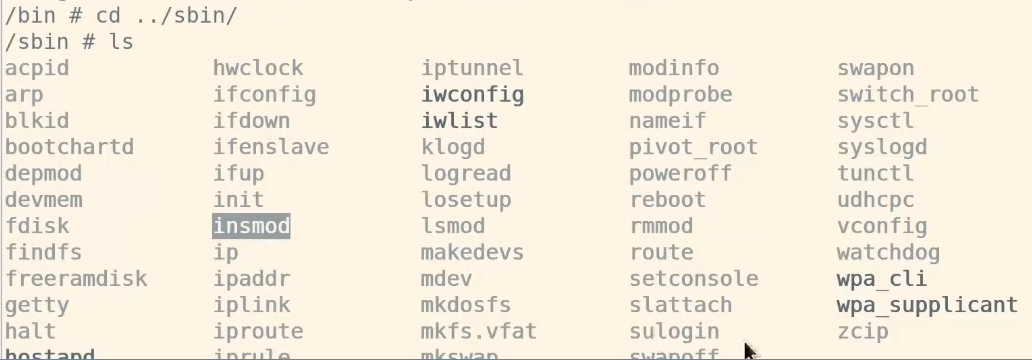 /bin # cd ../sbin/
/sbin # ls
acpid hwclock iptunnel modinfo swapon
arp ifconfig iwconfig modprobe switch_root
blkid ifdown iwlist nameif sysctl
bootchartd ifenslave klogd pivot_root syslogd
depmod ifup logread poweroff tunctl
devmem init losetup reboot udhcpc
fdisk insmod lsmod rmmod vconfig
findfs ip makedevs route watchdog
freeramdisk ipaddr mdev setconsole wpa_cli
getty iplink mkdosfs slattach wpa_supplicant
halt iproute mkfs.vfat sulogin zcip
hostapd iprule mkswap swapoff